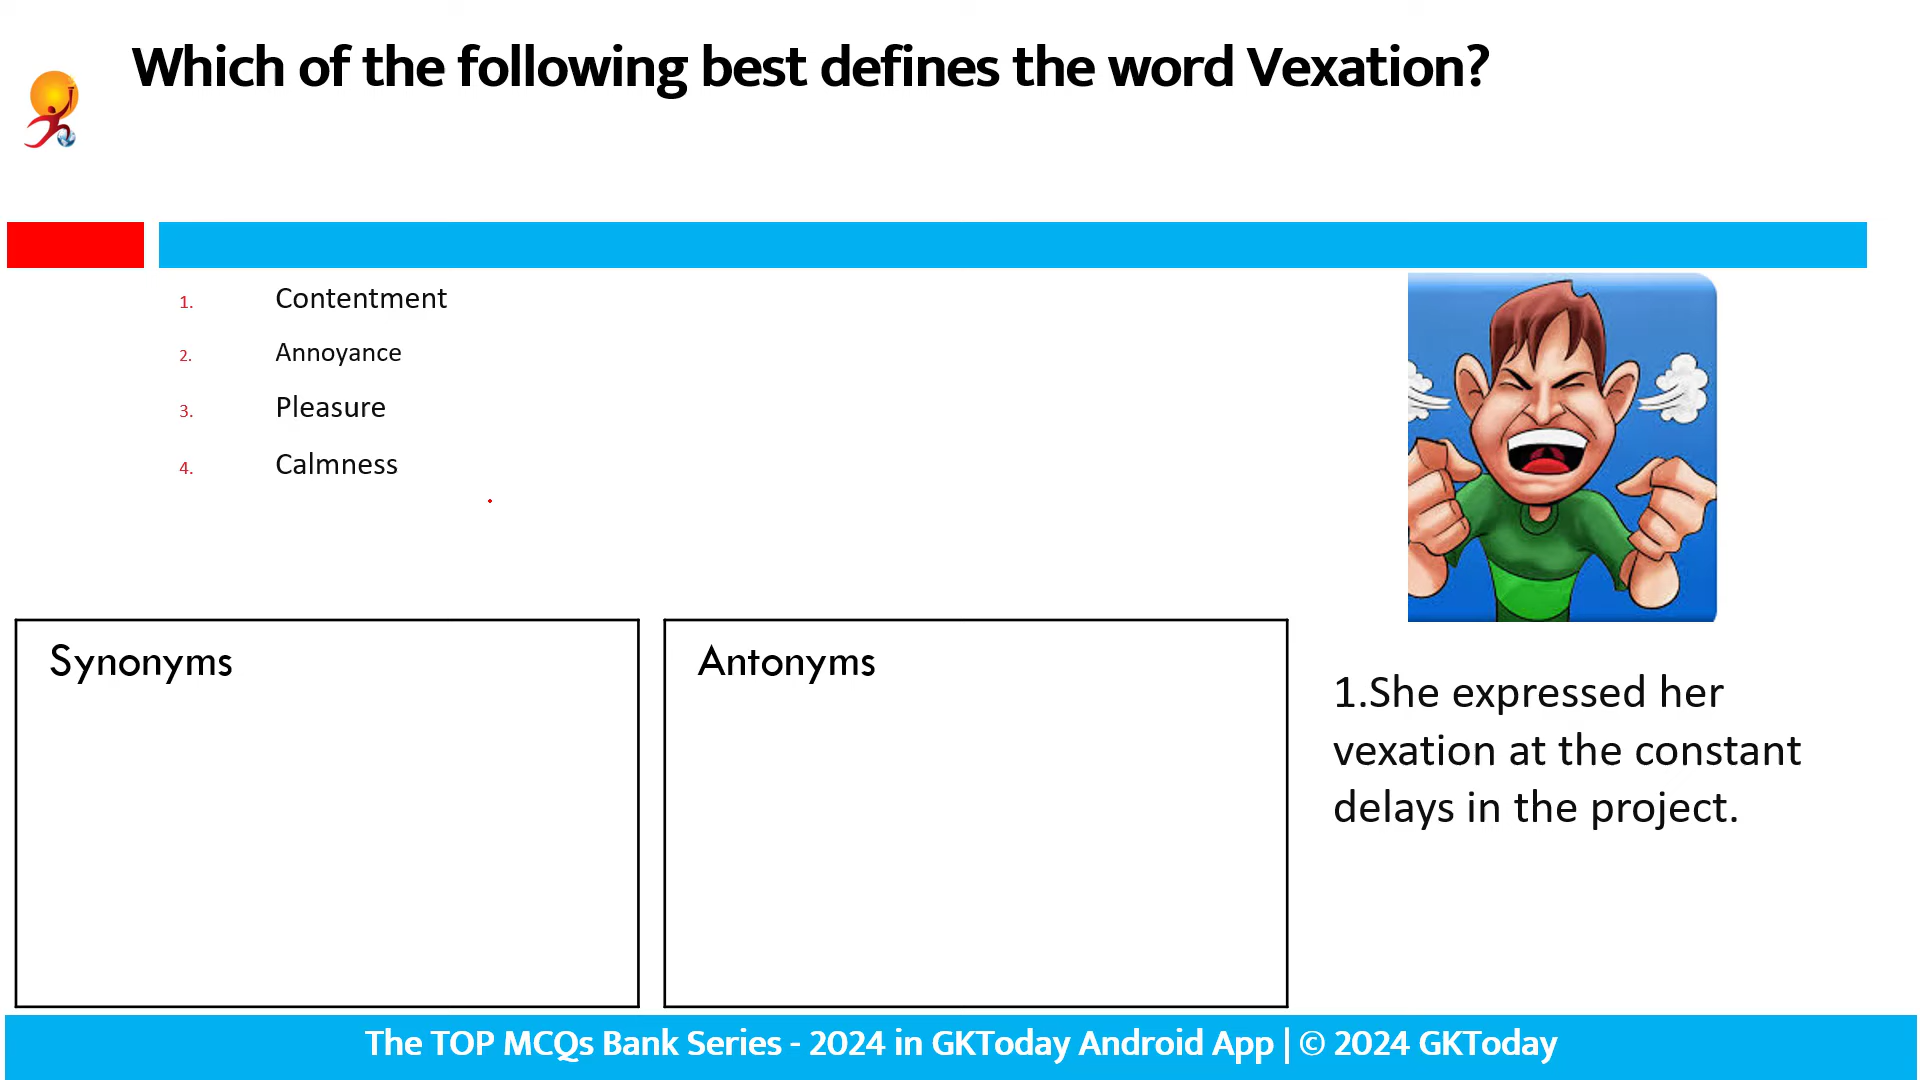 Which of the following best defines the word Vexation?
1. Contentment
2. Annoyance
3. Pleasure
4. Calmness
Synonyms
Antonyms
1.She expressed her
vexation at the constant
delays in the project.
The TOP MCQs Bank Series - 2024 in GKToday Android App | © 2024 GKToday